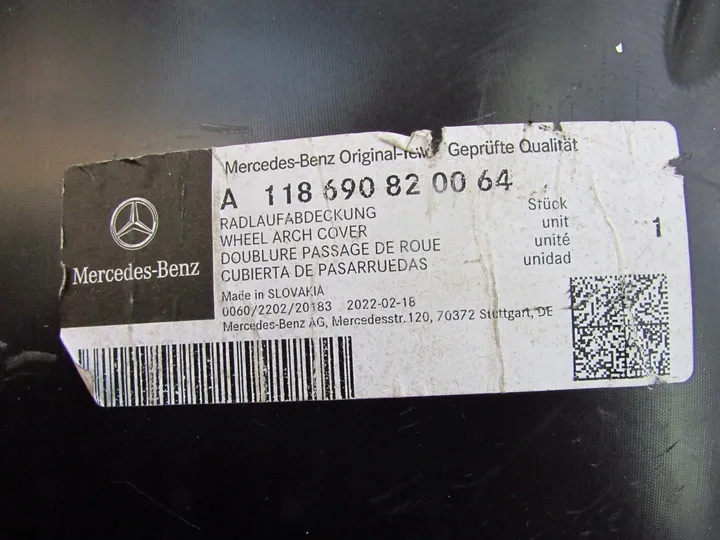 Mercedes-Benz Original-Teile Geprüfte Qualität
A 118 690 82 00 64
RADLAUFABDECKUNG
WHEEL ARCH COVER
DOUBLURE PASSAGE DE ROUE
CUBIERTA DE PASARRUEDAS
Stück
unit
unité
unidad
1
Mercedes-Benz
Made in SLOVAKIA
0060/2202/20183 2022-02-18
Mercedes-Benz AG, Mercedesstr.120, 70372 Stuttgart, DE